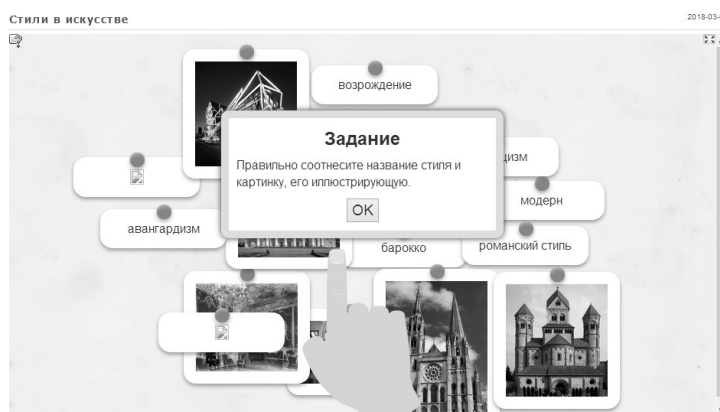 Стили в искусстве
2018-03-
возрождение
Задание
Правильно соотнесите название стиля и
картинку, его иллюстрирующую.
OK
цизм
модерн
авангардизм
барокко
романский стиль